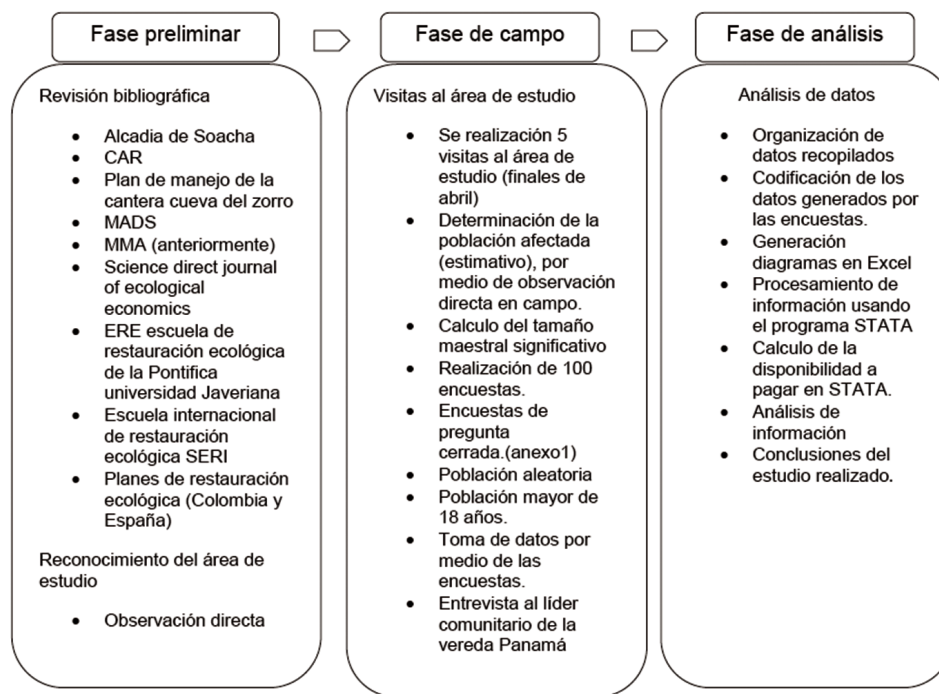 Fase preliminar
Revisión bibliográfica
• Alcadia de Soacha
• CAR
• Plan de manejo de la
cantera cueva del zorro
• MADS
• MMA (anteriormente)
• Science direct journal
of ecological
economics
• ERE escuela de
restauración ecológica
de la Pontifica
universidad Javeriana
• Escuela internacional
de restauración
ecológica SERI
• Planes de restauración
ecológica (Colombia y
España)
Reconocimiento del área de
estudio
• Observación directa
Fase de campo
Visitas al área de estudio
• Se realización 5
visitas al área de
estudio (finales de
abril)
• Determinación de la
población afectada
(estimativo), por
medio de observación
directa en campo.
• Calculo del tamaño
maestral significativo
• Realización de 100
encuestas.
• Encuestas de
pregunta
cerrada.(anexo1)
• Población aleatoria
• Población mayor de
18 años.
• Toma de datos por
medio de las
encuestas.
• Entrevista al líder
comunitario de la
vereda Panamá
Fase de análisis
Análisis de datos
• Organización de
datos recopilados
• Codificación de los
datos generados por
las encuestas.
• Generación
diagramas en Excel
• Procesamiento de
información usando
el programa STATA
• Calculo de la
disponibilidad a
pagar en STATA.
• Análisis de
información
• Conclusiones del
estudio realizado.